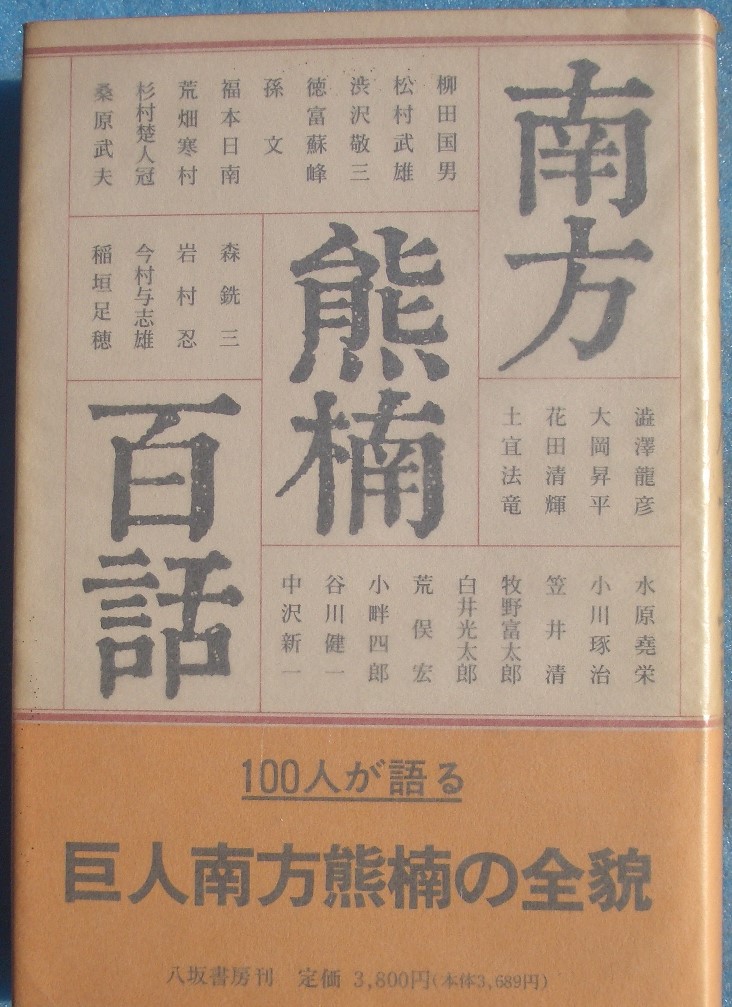 南方
熊楠
百話
柳田国男
松村武雄
渋沢敬三
徳富蘇峰
孫文
福本日南
荒畑寒村
杉村楚人冠
桑原武夫
森銑三
岩村忍
今村与志雄
稲垣足穂
澁澤龍彦
大岡昇平
花田清輝
土宜法竜
水原堯栄
小川琢治
笠井清
牧野富太郎
白井光太郎
荒俣宏
小畔四郎
谷川健一
中沢新一
100人が語る
巨人南方熊楠の全貌
八坂書房刊 定価 3,800円(本体3,689円)